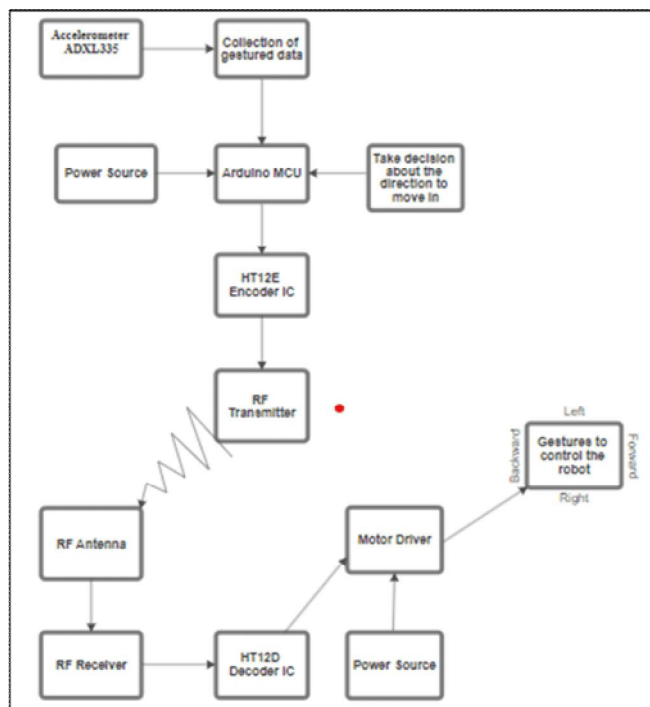 Accelerometer
ADXL335
Collection of
gestured data
Power Source
Arduino MCU
Take decision
about the
direction to
move in
HT12E
Encoder IC
RF
Transmitter
Left
Backward
Gestures to
control the
robot
Forward
Right
RF Antenna
Motor Driver
RF Receiver
HT12D
Decoder IC
Power Source